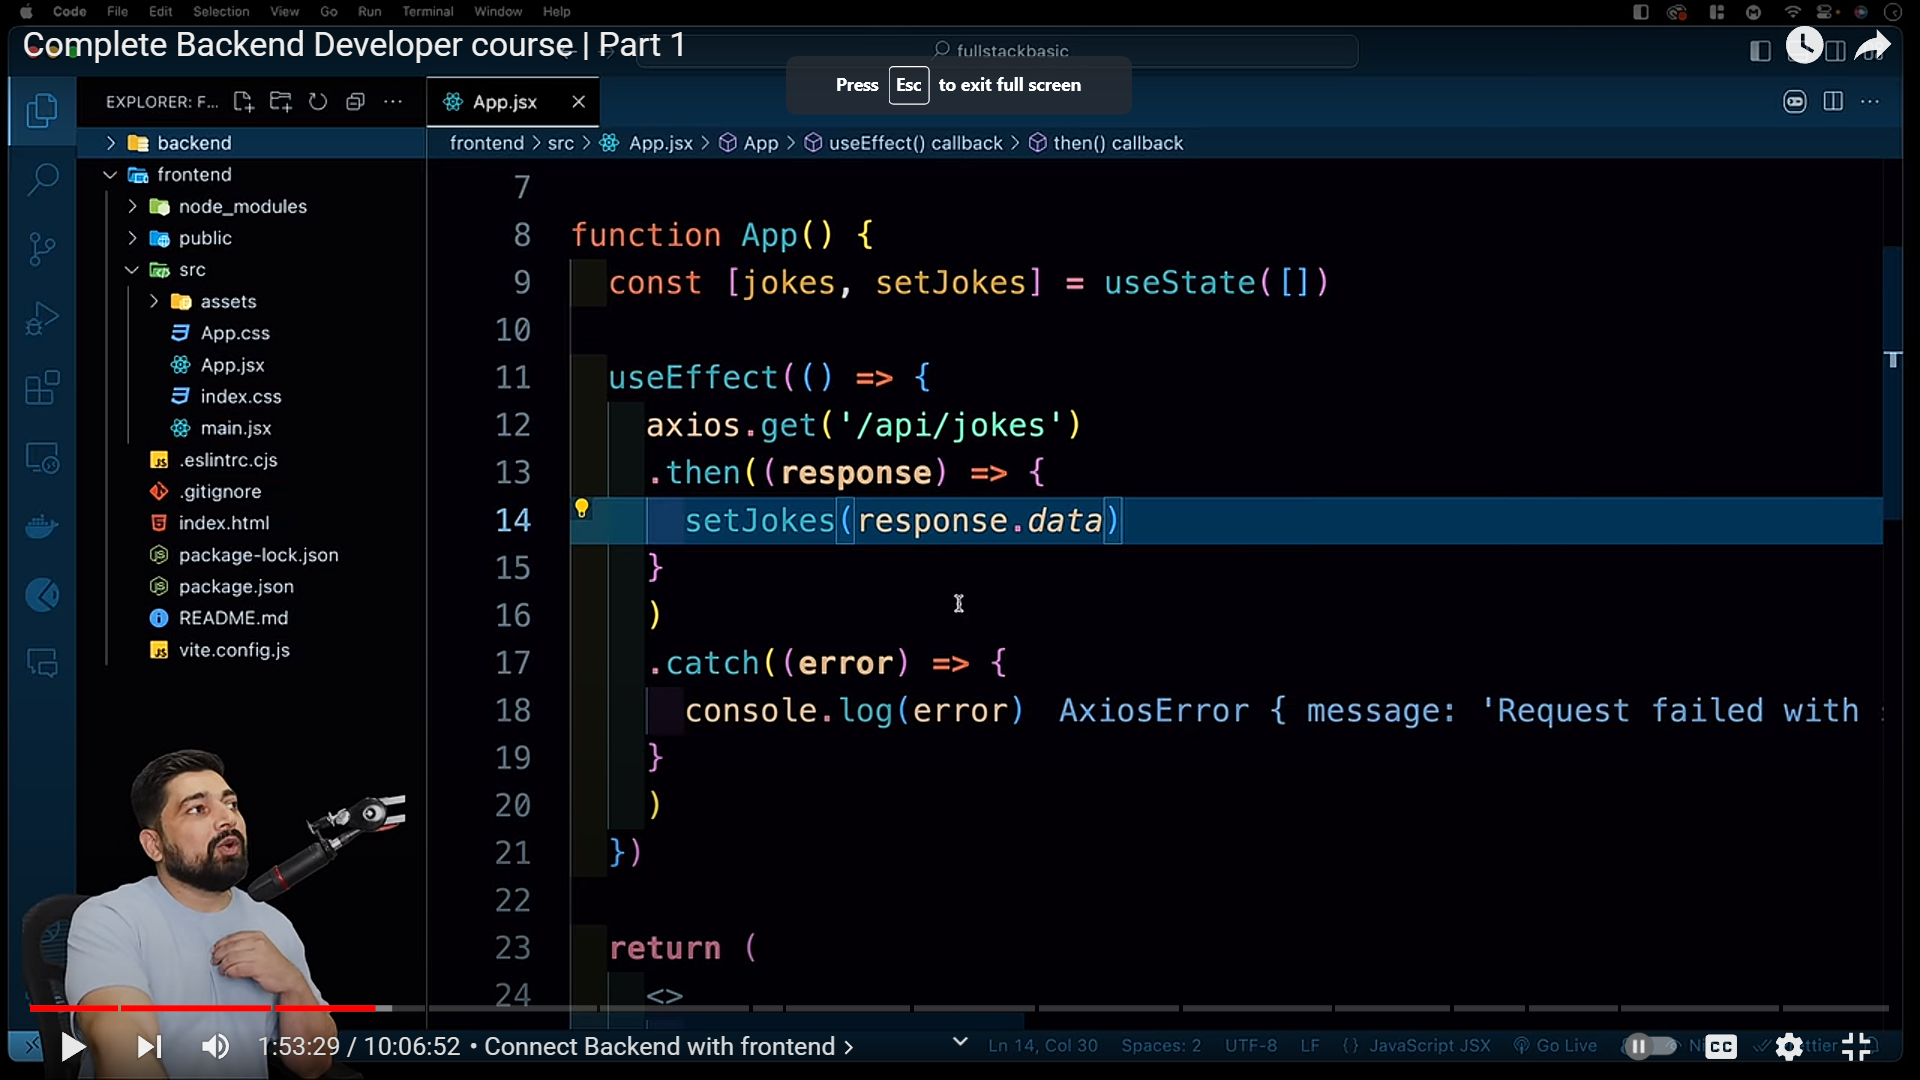 Code File Edit Selection View Go Run Terminal Window Help
Complete Backend Developer course | Part 1
fullstackbasic
Press Esc to exit full screen
EXPLORER: F...
App.jsx
frontend > src > App.jsx > App > useEffect() callback > then() callback
backend
frontend
node_modules
public
src
assets
App.css
App.jsx
index.css
main.jsx
.eslintrc.cjs
.gitignore
index.html
package-lock.json
package.json
README.md
vite.config.js
7
8 function App() {
9 const [jokes, setJokes] = useState([])
10
11 useEffect(() => {
12 axios.get('/api/jokes')
13 .then((response) => {
14 setJokes(response.data)
15 }
16 )
17 .catch((error) => {
18 console.log(error) AxiosError { message: 'Request failed with
19 }
20 )
21 })
22
23 return (
24 <>
1:53:29 / 10:06:52 • Connect Backend with frontend >
Ln 14, Col 30 Spaces: 2 UTF-8 LF {} JavaScript JSX Go Live
CC